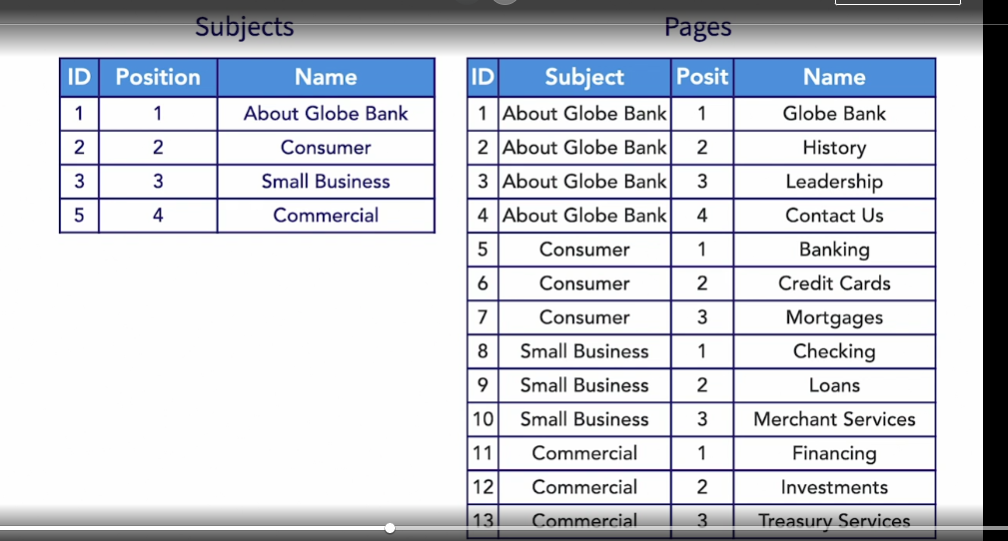 Subjects
ID Position Name
1 1 About Globe Bank
2 2 Consumer
3 3 Small Business
5 4 Commercial
Pages
ID Subject Posit Name
1 About Globe Bank 1 Globe Bank
2 About Globe Bank 2 History
3 About Globe Bank 3 Leadership
4 About Globe Bank 4 Contact Us
5 Consumer 1 Banking
6 Consumer 2 Credit Cards
7 Consumer 3 Mortgages
8 Small Business 1 Checking
9 Small Business 2 Loans
10 Small Business 3 Merchant Services
11 Commercial 1 Financing
12 Commercial 2 Investments
13 Commercial 3 Treasury Services